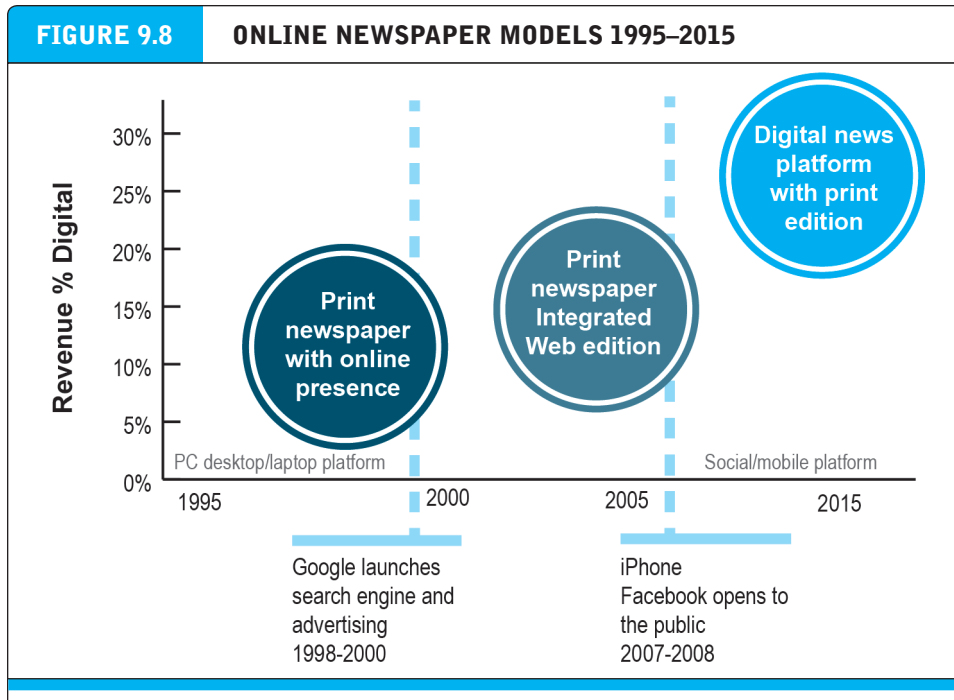 FIGURE 9.8
ONLINE NEWSPAPER MODELS 1995–2015
Revenue % Digital
30%
25%
20%
15%
10%
5%
0%
Print
newspaper
with online
presence
Print
newspaper
Integrated
Web edition
Digital news
platform
with print
edition
PC desktop/laptop platform
Social/mobile platform
1995
2000
2005
2015
Google launches
search engine and
advertising
1998-2000
iPhone
Facebook opens to
the public
2007-2008